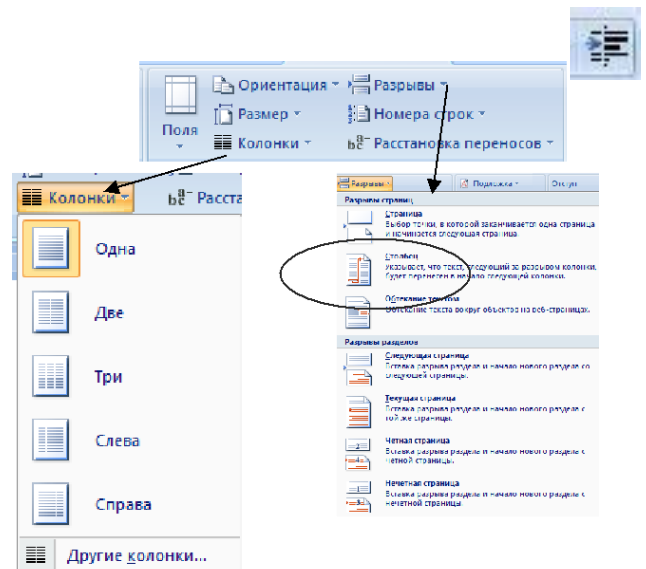 Ориентация
Разрывы
Размер
Номера строк
Поля
Колонки
Расстановка переносов
Колонки
Расста
Одна
Две
Три
Слева
Справа
Другие колонки...
Разрывы
Подложка
Отступ
Разрывы страниц
Страница
Выбор точки, в которой заканчивается одна страница
и начинается следующая страница.
Столбец
Указывает, что текст, следующий за разрывом колонки,
будет перенесен в начало следующей колонки.
Обтекание текстом
Обтекание текста вокруг объектов на веб-страницах.
Разрывы разделов
Следующая страница
Вставка разрыва раздела и начало нового раздела со
следующей страницы.
Текущая страница
Вставка разрыва раздела и начало нового раздела с
той же страницы.
Четная страница
Вставка разрыва раздела и начало нового раздела с
четной страницы.
Нечетная страница
Вставка разрыва раздела и начало нового раздела с
нечетной страницы.